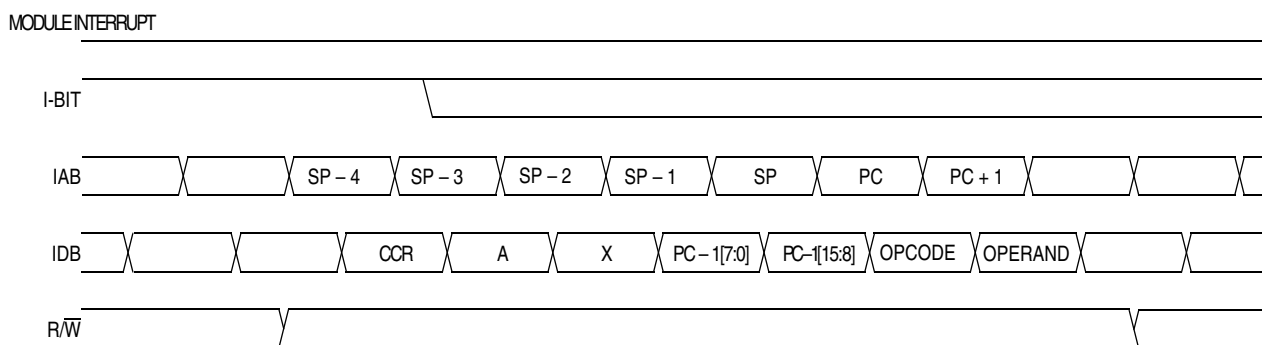 MODULE INTERRUPT
I-BIT
IAB SP – 4 SP – 3 SP – 2 SP – 1 SP PC PC + 1
IDB CCR A X PC – 1[7:0] PC–1[15:8] OPCODE OPERAND
R/W̅